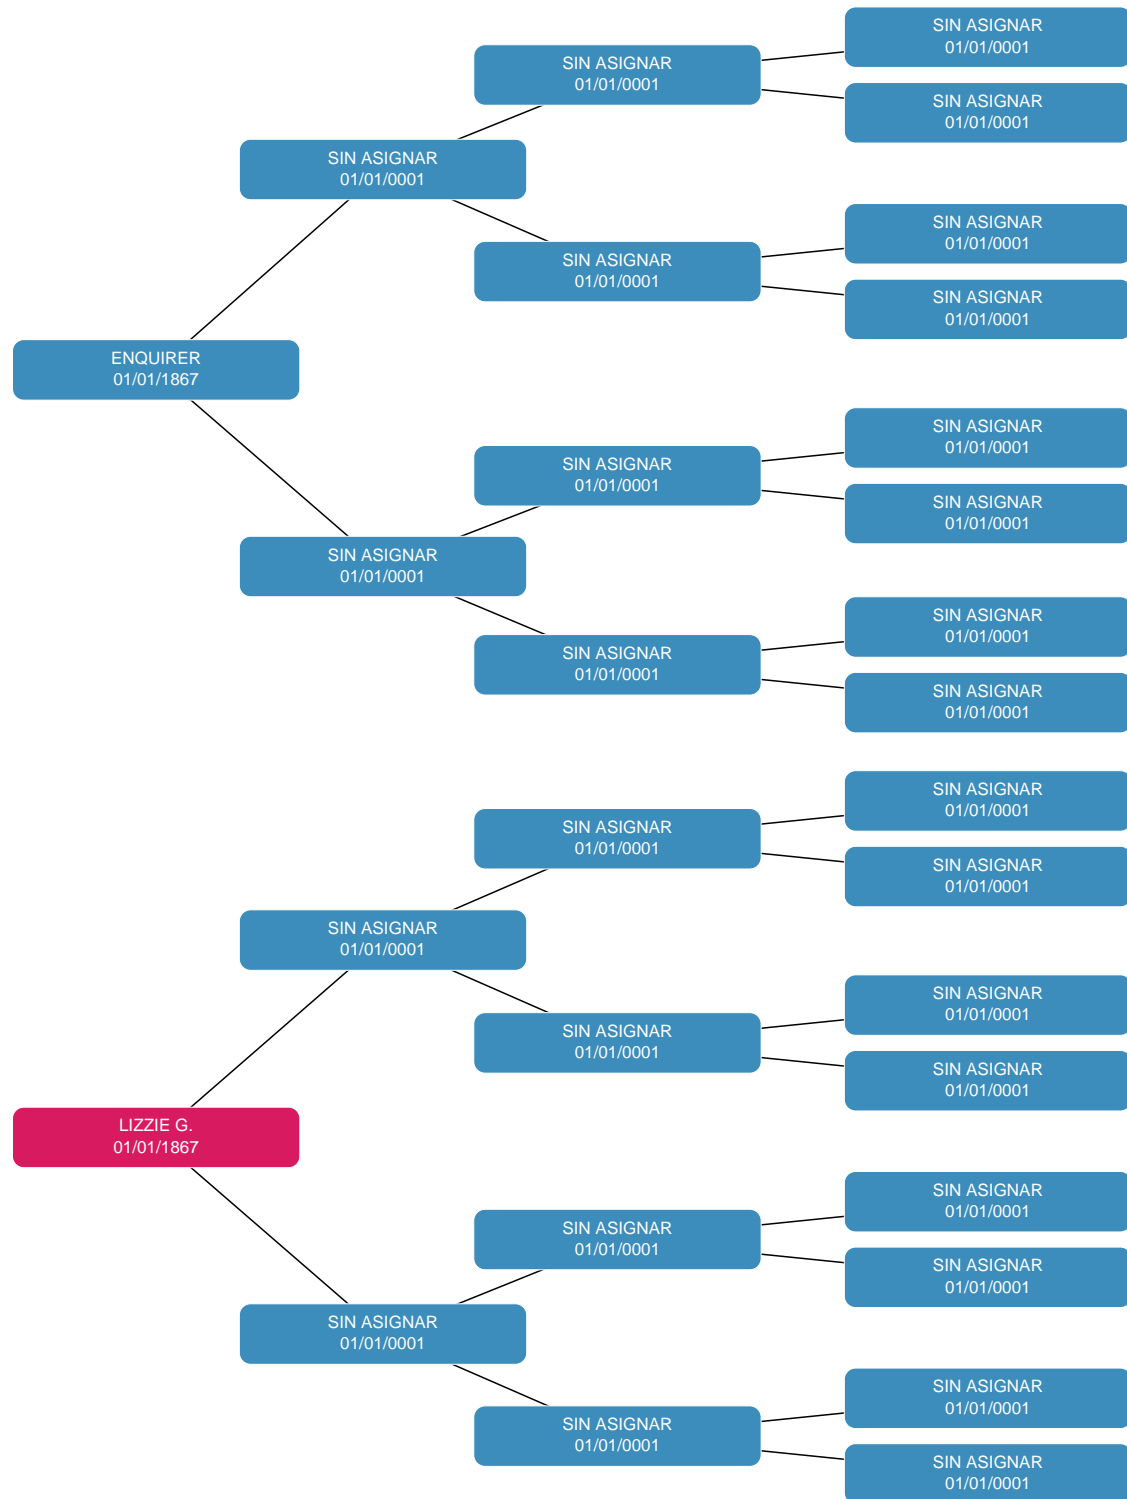 SIN ASIGNAR
01/01/0001
SIN ASIGNAR
01/01/0001
SIN ASIGNAR
01/01/0001
SIN ASIGNAR
01/01/0001
SIN ASIGNAR
01/01/0001
SIN ASIGNAR
01/01/0001
SIN ASIGNAR
01/01/0001
ENQUIRER
01/01/1867
SIN ASIGNAR
01/01/0001
SIN ASIGNAR
01/01/0001
SIN ASIGNAR
01/01/0001
SIN ASIGNAR
01/01/0001
SIN ASIGNAR
01/01/0001
SIN ASIGNAR
01/01/0001
SIN ASIGNAR
01/01/0001
SIN ASIGNAR
01/01/0001
SIN ASIGNAR
01/01/0001
SIN ASIGNAR
01/01/0001
SIN ASIGNAR
01/01/0001
SIN ASIGNAR
01/01/0001
SIN ASIGNAR
01/01/0001
SIN ASIGNAR
01/01/0001
LIZZIE G.
01/01/1867
SIN ASIGNAR
01/01/0001
SIN ASIGNAR
01/01/0001
SIN ASIGNAR
01/01/0001
SIN ASIGNAR
01/01/0001
SIN ASIGNAR
01/01/0001
SIN ASIGNAR
01/01/0001
SIN ASIGNAR
01/01/0001